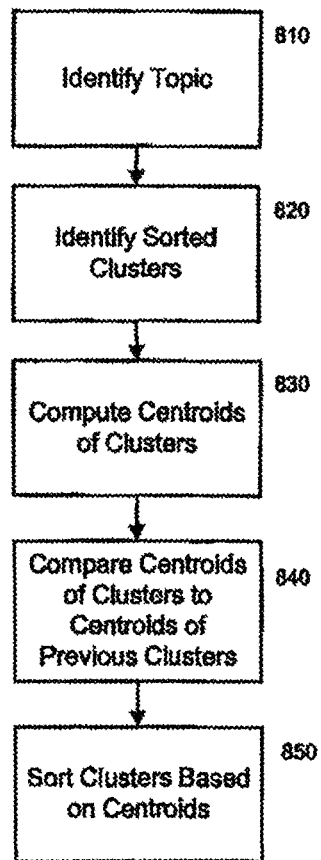 810
Identify Topic
820
Identify Sorted
Clusters
830
Compute Centroids
of Clusters
840
Compare Centroids
of Clusters to
Centroids of
Previous Clusters
850
Sort Clusters Based
on Centroids